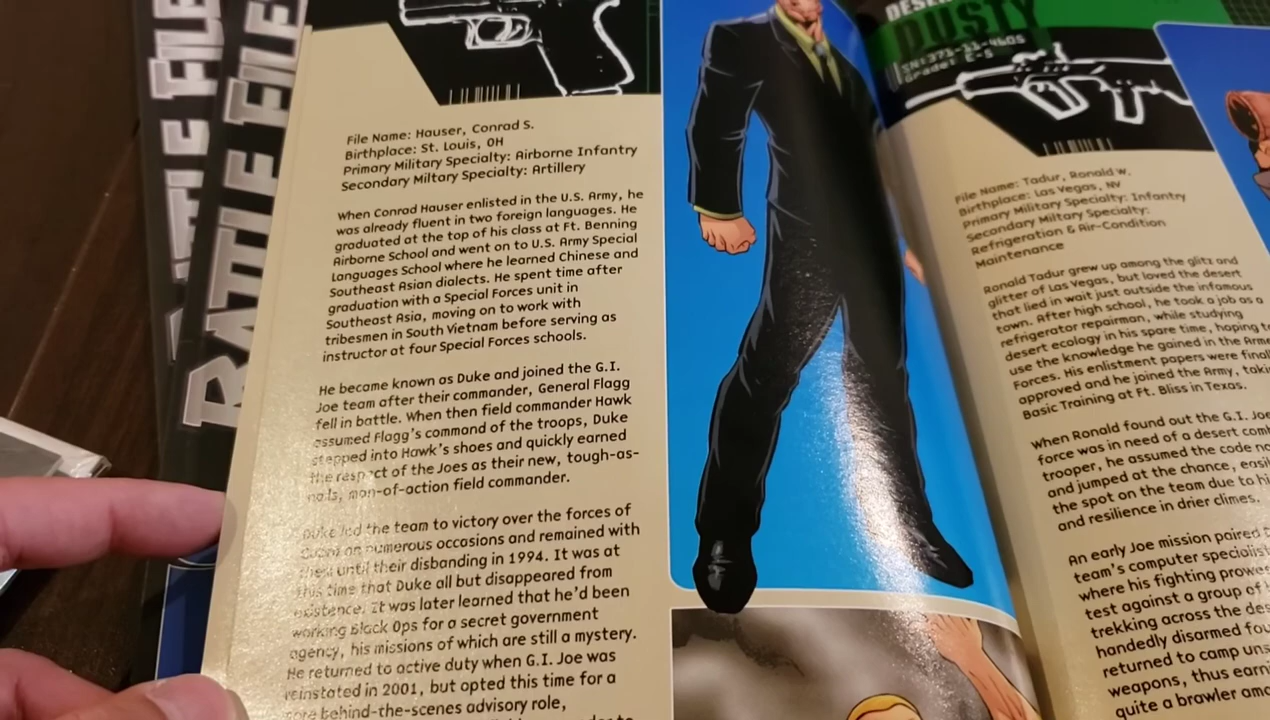 BATTLE FILE
BATTLE FILE
File Name: Hauser, Conrad S.
Birthplace: St. Louis, OH
Primary Military Specialty: Airborne Infantry
Secondary Miltary Specialty: Artillery
When Conrad Hauser enlisted in the U.S. Army, he
was already fluent in two foreign languages. He
graduated at the top of his class at Ft. Benning
Airborne School and went on to U.S. Army Special
Languages School where he learned Chinese and
Southeast Asian dialects. He spent time after
graduation with a Special Forces unit in
Southeast Asia, moving on to work with
tribesmen in South Vietnam before serving as
instructor at four Special Forces schools.
He became known as Duke and joined the G.I.
Joe team after their commander, General Flagg
fell in battle. When then field commander Hawk
assumed Flagg's command of the troops, Duke
stepped into Hawk's shoes and quickly earned
the respect of the Joes as their new, tough-as-
nails, man-of-action field commander.
Duke led the team to victory over the forces of
Cobra on numerous occasions and remained with
them until their disbanding in 1994. It was at
this time that Duke all but disappeared from
existence. It was later learned that he'd been
working Black Ops for a secret government
agency, his missions of which are still a mystery.
He returned to active duty when G.I. Joe was
reinstated in 2001, but opted this time for a
more behind-the-scenes advisory role,
DESER
DUSTY
SN:371-11-4605
Grade: E-5
File Name: Tadur, Ronald W.
Birthplace: Las Vegas, NV
Primary Military Specialty: Infantry
Secondary Military Specialty:
Refrigeration & Air-Condition
Maintenance
Ronald Tadur grew up among the glitz and
glitter of Las Vegas, but loved the desert
that lied in wait just outside the infamous
town. After high school, he took a job as a
refrigerator repairman, while studying
desert ecology in his spare time, hoping t
use the knowledge he gained in the Arme
Forces. His enlistment papers were final
approved and he joined the Army, taki
Basic Training at Ft. Bliss in Texas.
When Ronald found out the G.I. Joe
force was in need of a desert com
trooper, he assumed the code na
and jumped at the chance, easi
the spot on the team due to hi
and resilience in drier climes.
An early Joe mission paired
team's computer specialist
where his fighting prowe
test against a group of
trekking across the des
handedly disarmed fou
returned to camp uns
weapons, thus earni
quite a brawler amo